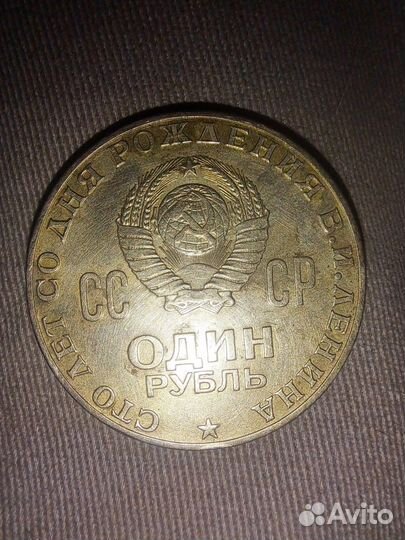 СТО ЛЕТ СО ДНЯ РОЖДЕНИЯ В.И. ЛЕНИНА
СС СР
ОДИН
РУБЛЬ
Avito